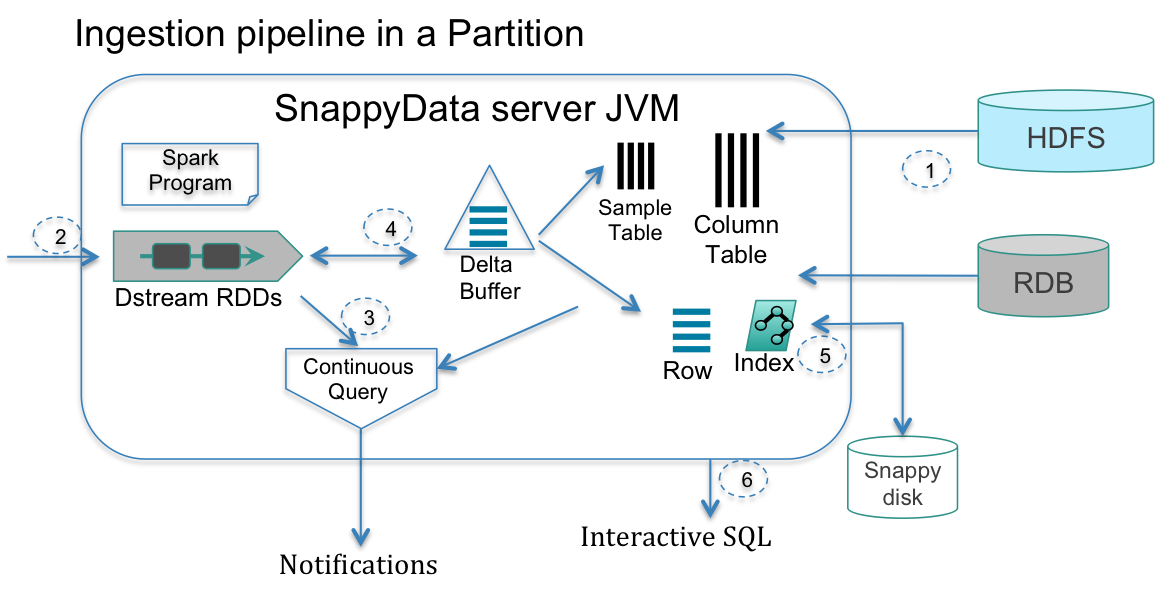 Ingestion pipeline in a Partition
SnappyData server JVM
HDFS
Spark
Program
1
Sample
Table
Column
Table
2
4
RDB
Delta
Buffer
Dstream RDDs
3
Continuous
Query
Row
Index
5
Snappy
disk
6
Interactive SQL
Notifications